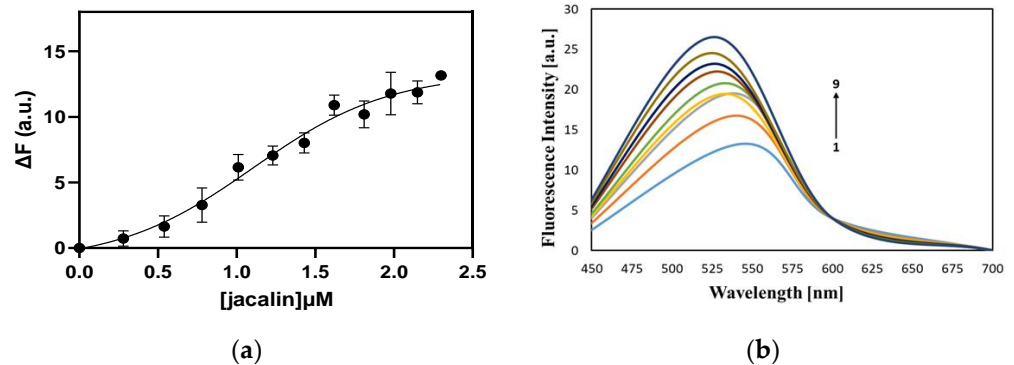 ΔF (a.u.)
15
10
5
0
0.0 0.5 1.0 1.5 2.0 2.5
[jacalin]µM
(a)
Fluorescence Intensity [a.u.]
30
25
20
15
10
5
0
9
1
450 475 500 525 550 575 600 625 650 675 700
Wavelength [nm]
(b)